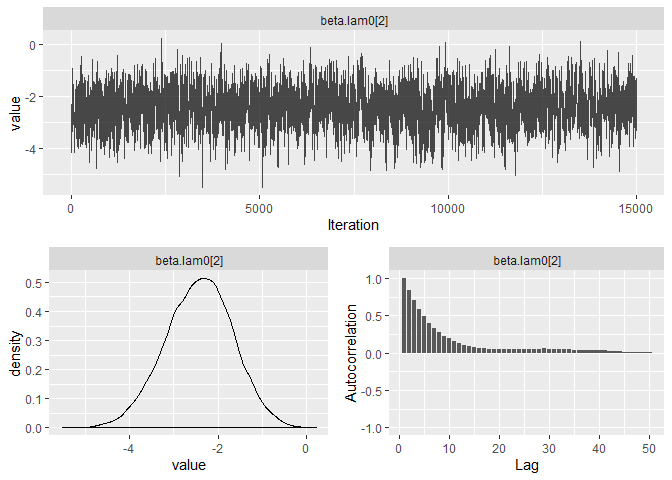 beta.lam0[2]
value
0
-2
-4
0 5000 10000 15000
Iteration
beta.lam0[2]
density
0.5
0.4
0.3
0.2
0.1
0.0
-4 -2 0
value
beta.lam0[2]
Autocorrelation
1.0
0.5
0.0
-0.5
-1.0
0 10 20 30 40 50
Lag